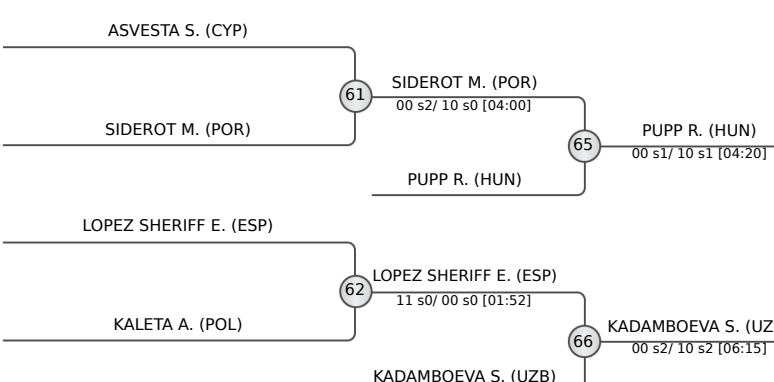 ASVESTA S. (CYP)
61
SIDEROT M. (POR)
00 s2/ 10 s0 [04:00]
SIDEROT M. (POR)
65
PUPP R. (HUN)
00 s1/ 10 s1 [04:20]
PUPP R. (HUN)
LOPEZ SHERIFF E. (ESP)
62
LOPEZ SHERIFF E. (ESP)
11 s0/ 00 s0 [01:52]
KALETA A. (POL)
66
KADAMBOEVA S. (UZ
00 s2/ 10 s2 [06:15]
KADAMBOEVA S. (UZB)